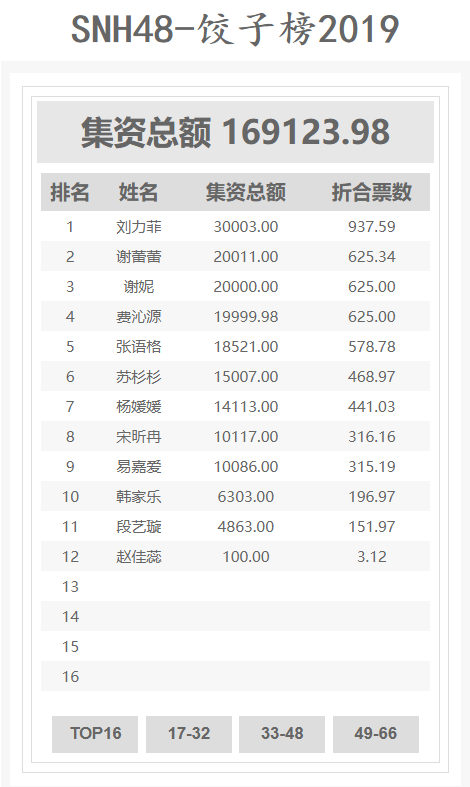 SNH48-饺子榜2019
集资总额 169123.98
排名 姓名 集资总额 折合票数
1 刘力菲 30003.00 937.59
2 谢蕾蕾 20011.00 625.34
3 谢妮 20000.00 625.00
4 费沁源 19999.98 625.00
5 张语格 18521.00 578.78
6 苏杉杉 15007.00 468.97
7 杨媛媛 14113.00 441.03
8 宋昕冉 10117.00 316.16
9 易嘉爱 10086.00 315.19
10 韩家乐 6303.00 196.97
11 段艺璇 4863.00 151.97
12 赵佳蕊 100.00 3.12
13
14
15
16
TOP16 17-32 33-48 49-66